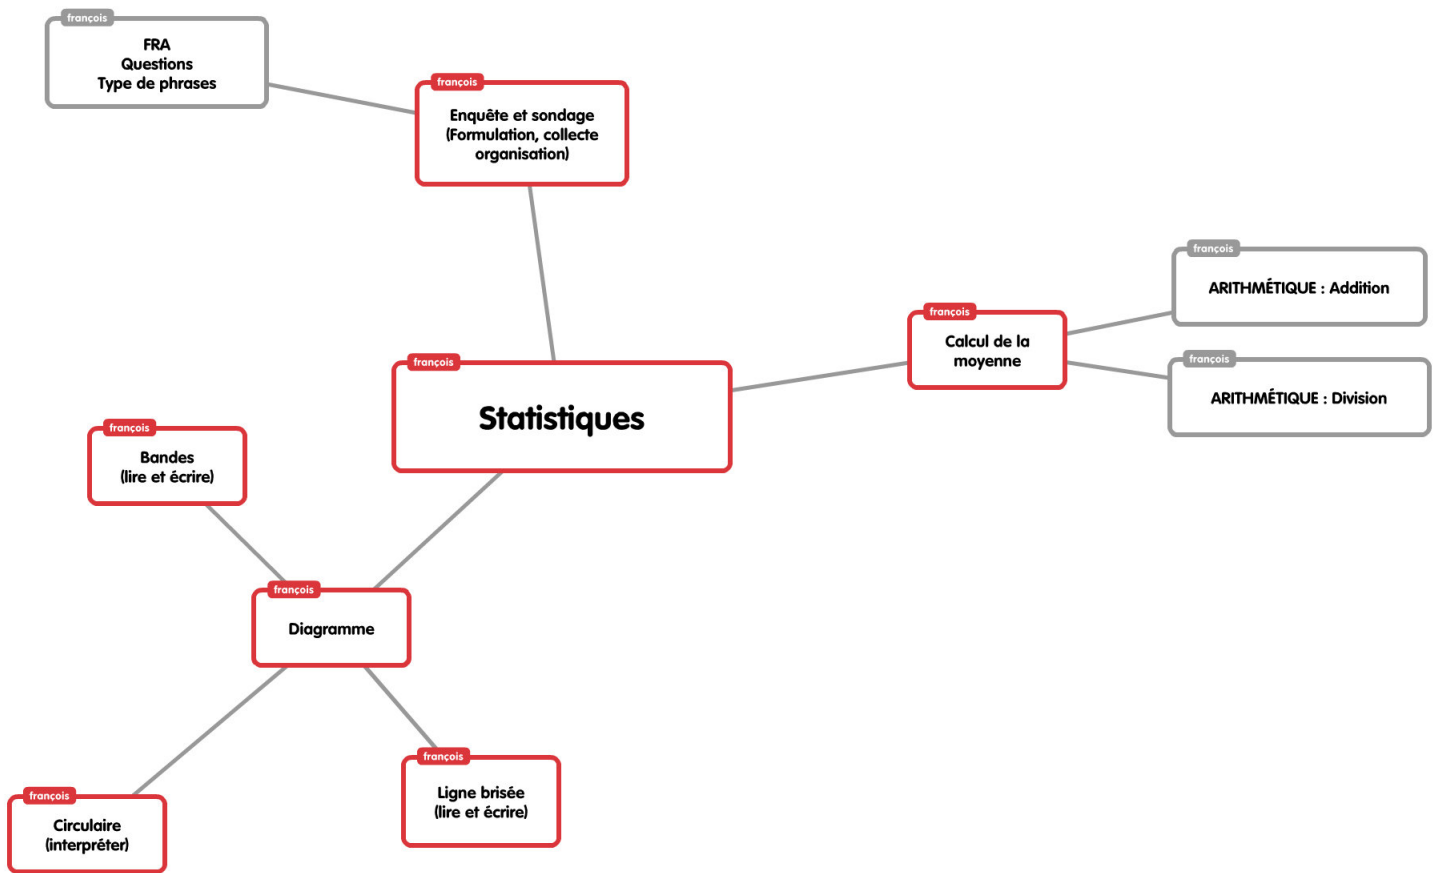 françois
FRA
Questions
Type de phrases
françois
Enquête et sondage
(Formulation, collecte
organisation)
françois
ARITHMÉTIQUE : Addition
françois
Calcul de la
moyenne
françois
ARITHMÉTIQUE : Division
françois
Statistiques
françois
Bandes
(lire et écrire)
françois
Diagramme
françois
Ligne brisée
(lire et écrire)
françois
Circulaire
(interpréter)